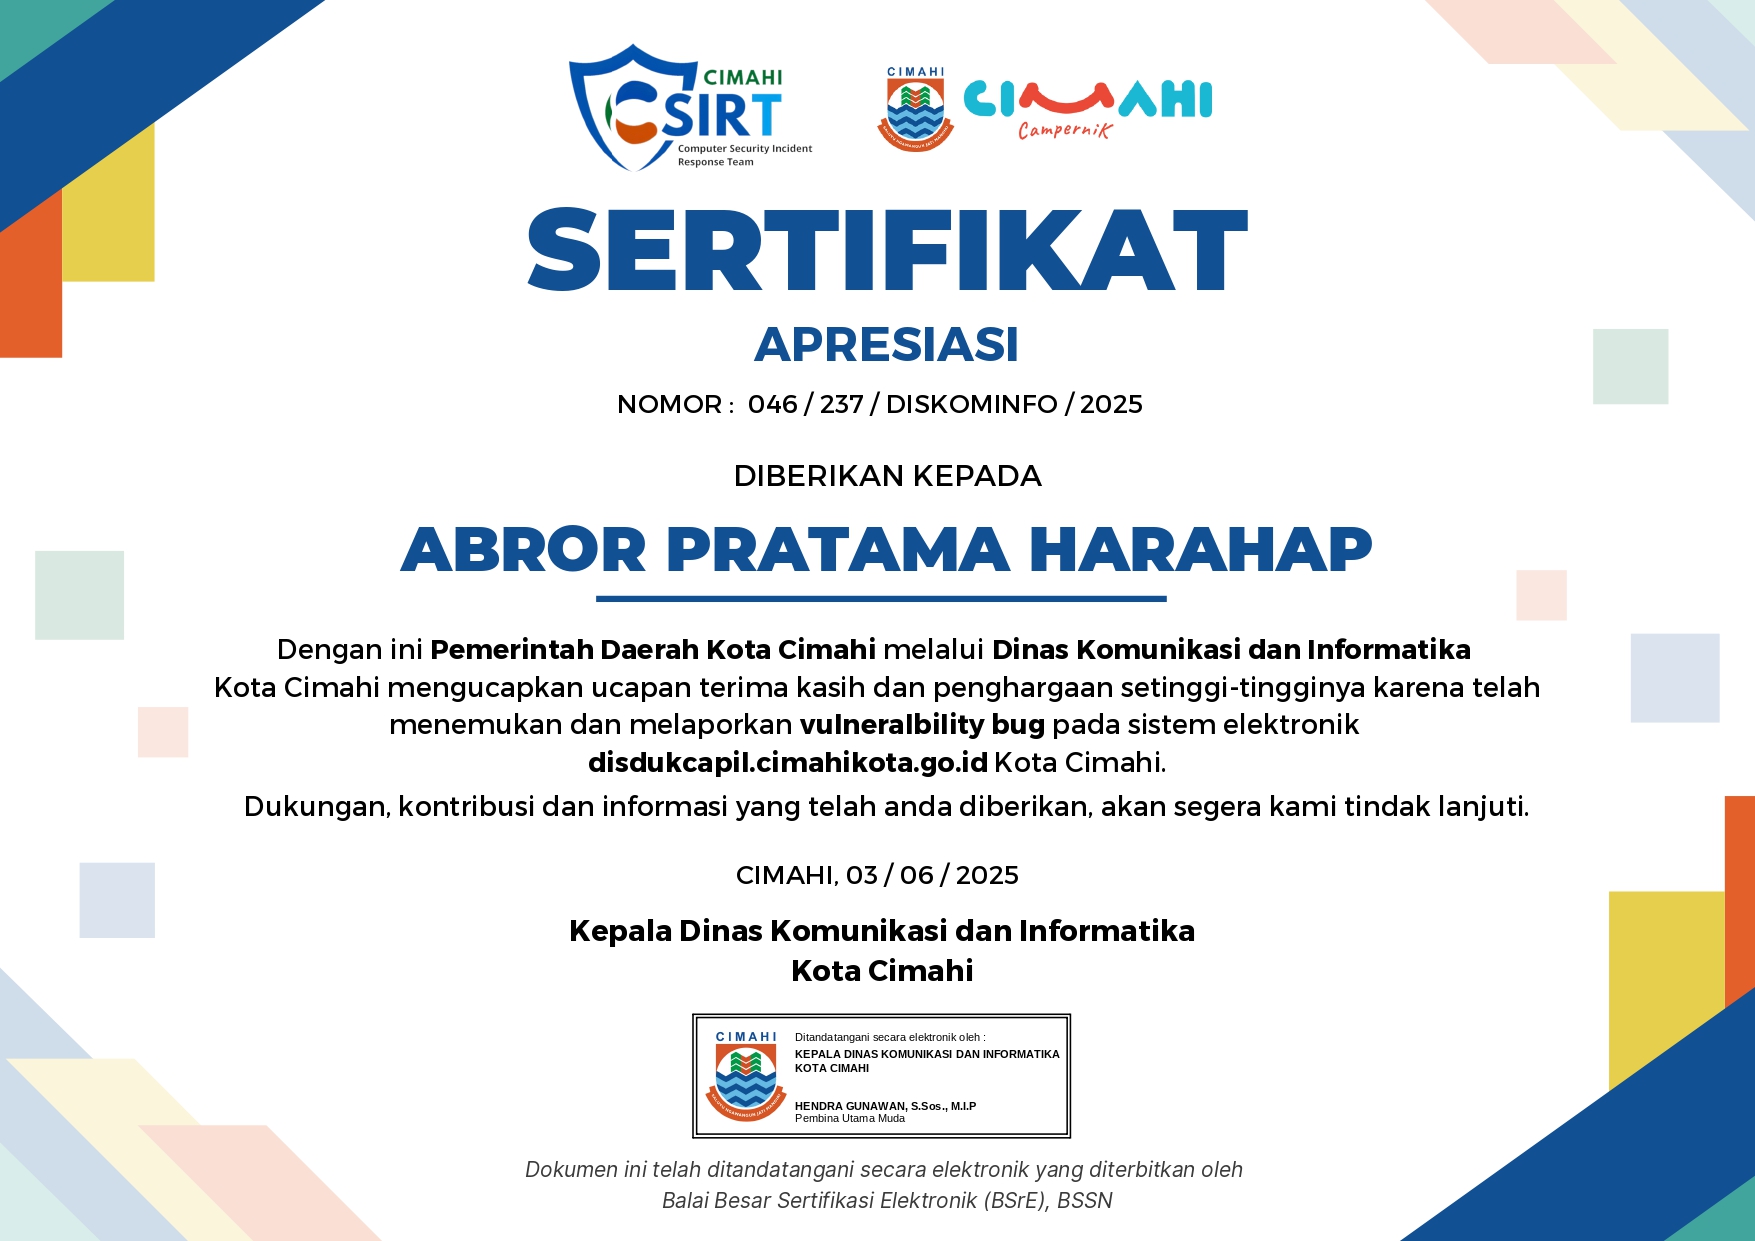 CIMAHI
CSIRT
Computer Security Incident
Response Team
CIMAHI
CIMAHI
Campernik
SERTIFIKAT
APRESIASI
NOMOR : 046 / 237 / DISKOMINFO / 2025
DIBERIKAN KEPADA
ABROR PRATAMA HARAHAP
Dengan ini Pemerintah Daerah Kota Cimahi melalui Dinas Komunikasi dan Informatika
Kota Cimahi mengucapkan ucapan terima kasih dan penghargaan setinggi-tingginya karena telah
menemukan dan melaporkan vulneralbility bug pada sistem elektronik
disdukcapil.cimahikota.go.id Kota Cimahi.
Dukungan, kontribusi dan informasi yang telah anda diberikan, akan segera kami tindak lanjuti.
CIMAHI, 03 / 06 / 2025
Kepala Dinas Komunikasi dan Informatika
Kota Cimahi
CIMAHI
Ditandatangani secara elektronik oleh :
KEPALA DINAS KOMUNIKASI DAN INFORMATIKA
KOTA CIMAHI
HENDRA GUNAWAN, S.Sos., M.I.P
Pembina Utama Muda
Dokumen ini telah ditandatangani secara elektronik yang diterbitkan oleh
Balai Besar Sertifikasi Elektronik (BSrE), BSSN